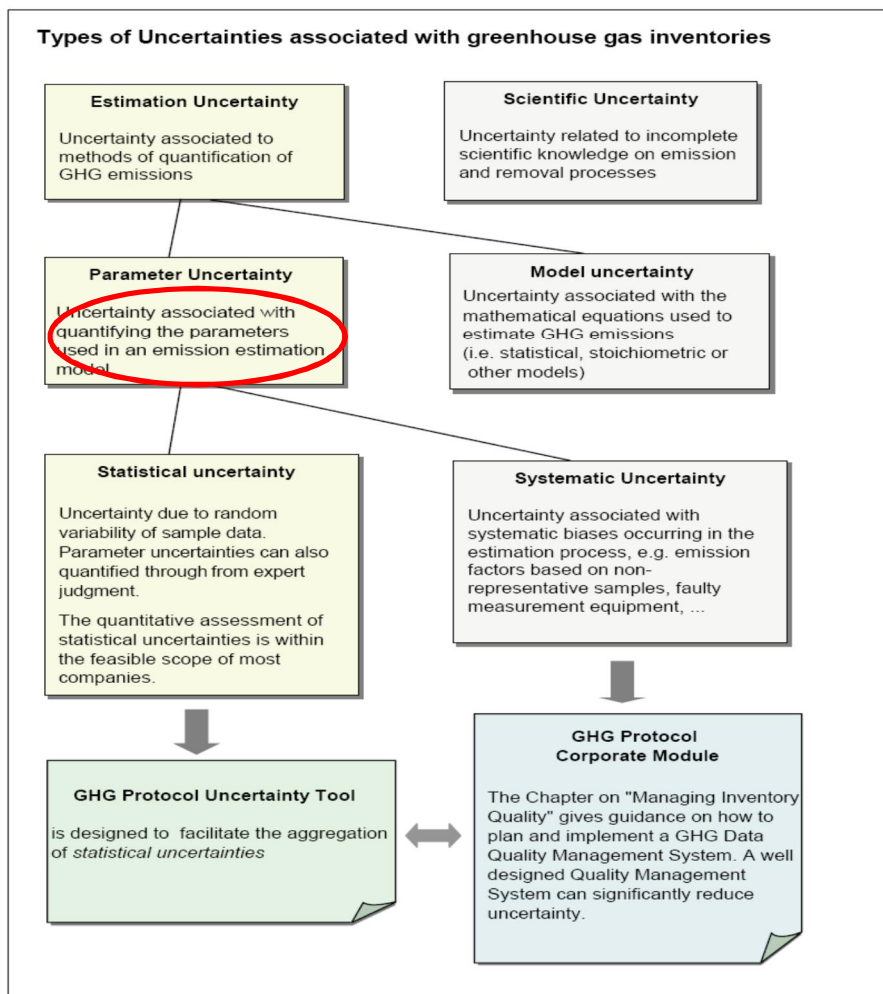 Types of Uncertainties associated with greenhouse gas inventories
Estimation Uncertainty
Uncertainty associated to
methods of quantification of
GHG emissions
Scientific Uncertainty
Uncertainty related to incomplete
scientific knowledge on emission
and removal processes
Parameter Uncertainty
Uncertainty associated with
quantifying the parameters
used in an emission estimation
model
Model uncertainty
Uncertainty associated with the
mathematical equations used to
estimate GHG emissions
(i.e. statistical, stoichiometric or
other models)
Statistical uncertainty
Uncertainty due to random
variability of sample data.
Parameter uncertainties can also
quantified through from expert
judgment.
The quantitative assessment of
statistical uncertainties is within
the feasible scope of most
companies.
Systematic Uncertainty
Uncertainty associated with
systematic biases occurring in the
estimation process, e.g. emission
factors based on non-
representative samples, faulty
measurement equipment, ...
GHG Protocol Uncertainty Tool
is designed to facilitate the aggregation
of statistical uncertainties
GHG Protocol
Corporate Module
The Chapter on "Managing Inventory
Quality" gives guidance on how to
plan and implement a GHG Data
Quality Management System. A well
designed Quality Management
System can significantly reduce
uncertainty.